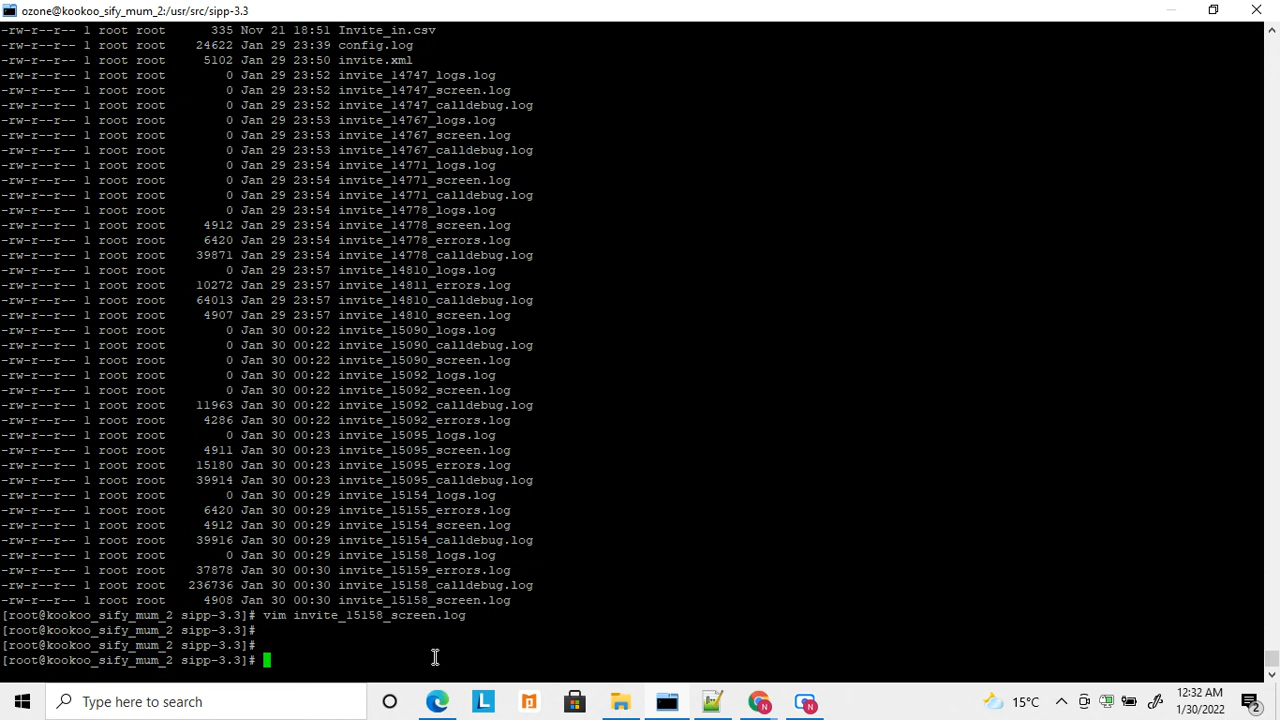 ozone@kookoo_sify_mum_2:/usr/src/sipp-3.3
-rw-r--r-- 1 root root     335 Nov 21 18:51 Invite_in.csv
-rw-r--r-- 1 root root   24622 Jan 29 23:39 config.log
-rw-r--r-- 1 root root    5102 Jan 29 23:50 invite.xml
-rw-r--r-- 1 root root       0 Jan 29 23:52 invite_14747_logs.log
-rw-r--r-- 1 root root       0 Jan 29 23:52 invite_14747_screen.log
-rw-r--r-- 1 root root       0 Jan 29 23:52 invite_14747_calldebug.log
-rw-r--r-- 1 root root       0 Jan 29 23:53 invite_14767_logs.log
-rw-r--r-- 1 root root       0 Jan 29 23:53 invite_14767_screen.log
-rw-r--r-- 1 root root       0 Jan 29 23:53 invite_14767_calldebug.log
-rw-r--r-- 1 root root       0 Jan 29 23:54 invite_14771_logs.log
-rw-r--r-- 1 root root       0 Jan 29 23:54 invite_14771_screen.log
-rw-r--r-- 1 root root       0 Jan 29 23:54 invite_14771_calldebug.log
-rw-r--r-- 1 root root       0 Jan 29 23:54 invite_14778_logs.log
-rw-r--r-- 1 root root    4912 Jan 29 23:54 invite_14778_screen.log
-rw-r--r-- 1 root root    6420 Jan 29 23:54 invite_14778_errors.log
-rw-r--r-- 1 root root   39871 Jan 29 23:54 invite_14778_calldebug.log
-rw-r--r-- 1 root root       0 Jan 29 23:57 invite_14810_logs.log
-rw-r--r-- 1 root root   10272 Jan 29 23:57 invite_14811_errors.log
-rw-r--r-- 1 root root   64013 Jan 29 23:57 invite_14810_calldebug.log
-rw-r--r-- 1 root root    4907 Jan 29 23:57 invite_14810_screen.log
-rw-r--r-- 1 root root       0 Jan 30 00:22 invite_15090_logs.log
-rw-r--r-- 1 root root       0 Jan 30 00:22 invite_15090_calldebug.log
-rw-r--r-- 1 root root       0 Jan 30 00:22 invite_15090_screen.log
-rw-r--r-- 1 root root       0 Jan 30 00:22 invite_15092_logs.log
-rw-r--r-- 1 root root       0 Jan 30 00:22 invite_15092_screen.log
-rw-r--r-- 1 root root   11963 Jan 30 00:22 invite_15092_calldebug.log
-rw-r--r-- 1 root root    4286 Jan 30 00:22 invite_15092_errors.log
-rw-r--r-- 1 root root       0 Jan 30 00:23 invite_15095_logs.log
-rw-r--r-- 1 root root    4911 Jan 30 00:23 invite_15095_screen.log
-rw-r--r-- 1 root root   15180 Jan 30 00:23 invite_15095_errors.log
-rw-r--r-- 1 root root   39914 Jan 30 00:23 invite_15095_calldebug.log
-rw-r--r-- 1 root root       0 Jan 30 00:29 invite_15154_logs.log
-rw-r--r-- 1 root root    6420 Jan 30 00:29 invite_15155_errors.log
-rw-r--r-- 1 root root    4912 Jan 30 00:29 invite_15154_screen.log
-rw-r--r-- 1 root root   39916 Jan 30 00:29 invite_15154_calldebug.log
-rw-r--r-- 1 root root       0 Jan 30 00:29 invite_15158_logs.log
-rw-r--r-- 1 root root   37878 Jan 30 00:30 invite_15159_errors.log
-rw-r--r-- 1 root root  236736 Jan 30 00:30 invite_15158_calldebug.log
-rw-r--r-- 1 root root    4908 Jan 30 00:30 invite_15158_screen.log
[root@kookoo_sify_mum_2 sipp-3.3]# vim invite_15158_screen.log
[root@kookoo_sify_mum_2 sipp-3.3]#
[root@kookoo_sify_mum_2 sipp-3.3]#
[root@kookoo_sify_mum_2 sipp-3.3]#
Type here to search
15°C
12:32 AM
1/30/2022
2